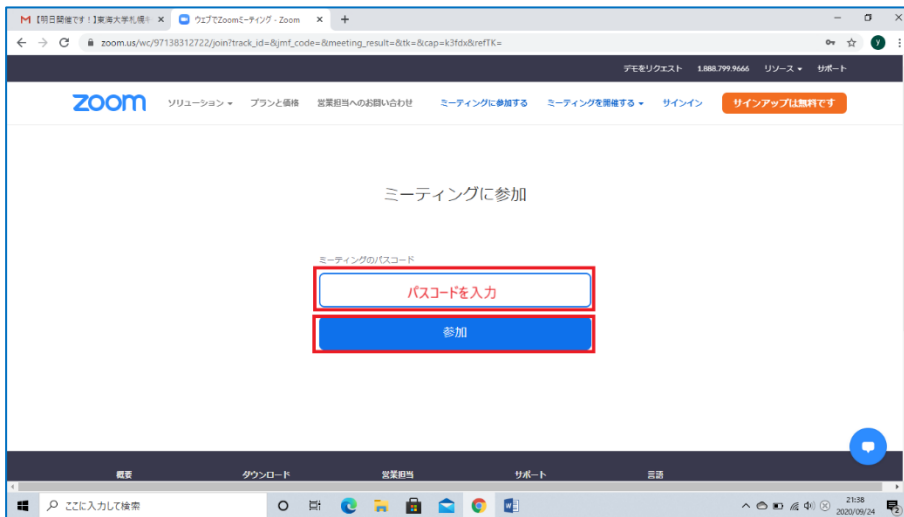 【明日開催です!】東海大学札幌キ
ウェブでZoomミーティング - Zoom
zoom.us/wc/97138312722/join?track_id=&jmf_code=&meeting_result=&tk=&cap=k3fdx&refTK=
デモをリクエスト 1.888.799.9666 リソース サポート
zoom ソリューション プランと価格 営業担当へのお問い合わせ ミーティングに参加する ミーティングを開催する サインイン サインアップは無料です
ミーティングに参加
ミーティングのパスコード
パスコードを入力
参加
概要 ダウンロード 営業担当 サポート 言語
ここに入力して検索
21:38
2020/09/24